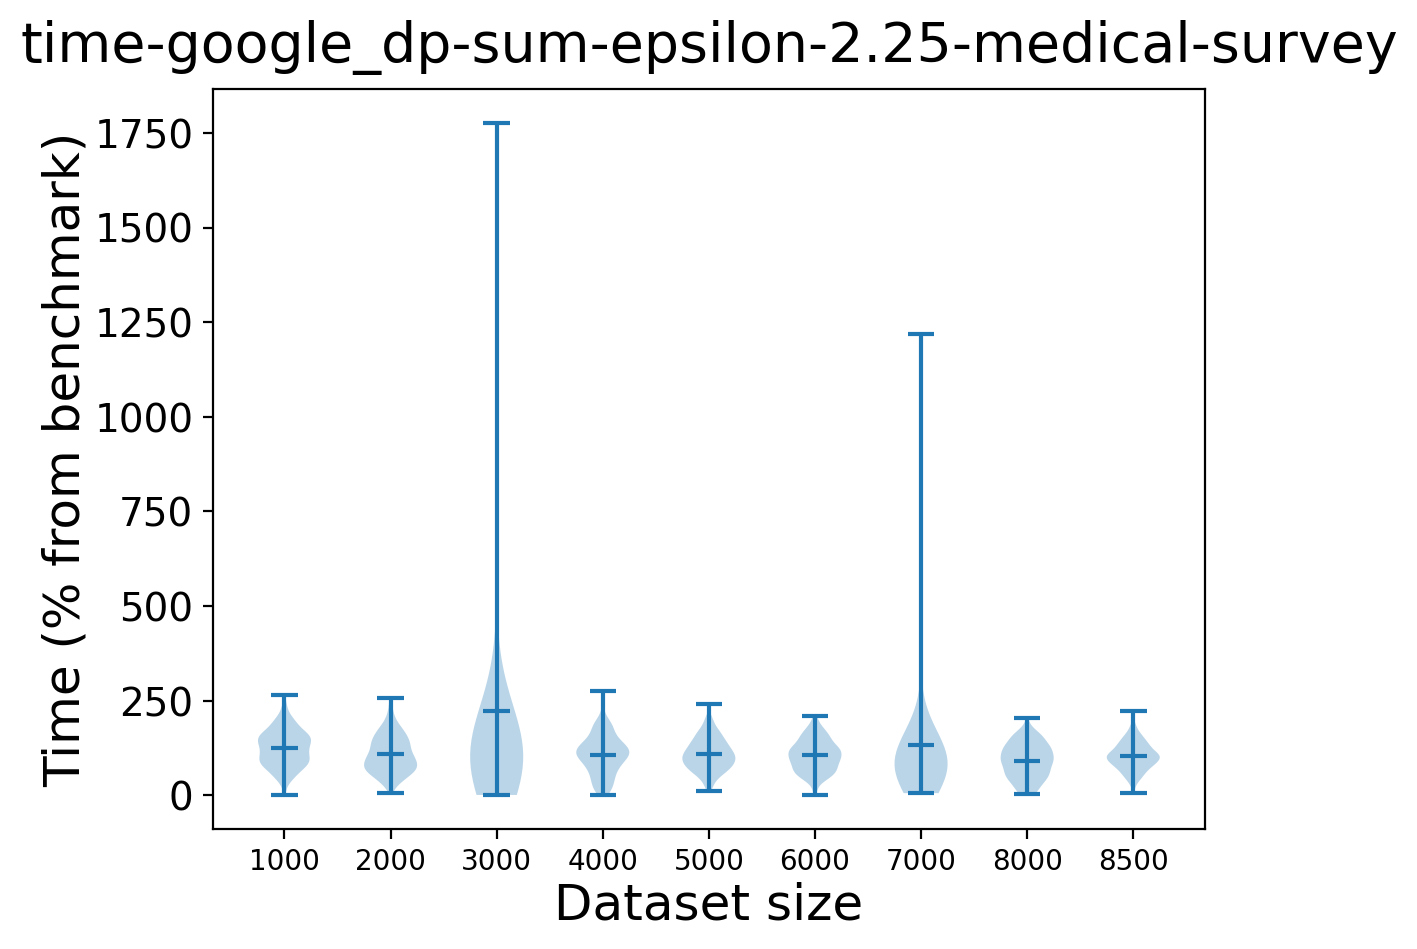 time-google_dp-sum-epsilon-2.25-medical-survey
Time (% from benchmark)
1750
1500
1250
1000
750
500
250
0
1000 2000 3000 4000 5000 6000 7000 8000 8500
Dataset size